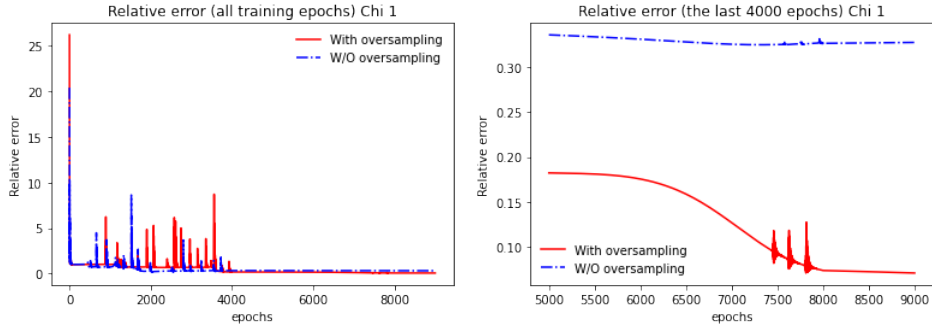 Relative error (all training epochs) Chi 1
Relative error
25
20
15
10
5
0
With oversampling
W/O oversampling
0
2000
4000
6000
8000
epochs
Relative error (the last 4000 epochs) Chi 1
Relative error
0.30
0.25
0.20
0.15
0.10
With oversampling
W/O oversampling
5000
5500
6000
6500
7000
7500
8000
8500
9000
epochs